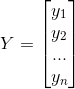 Y = 
y₁
y₂
...
yₙ